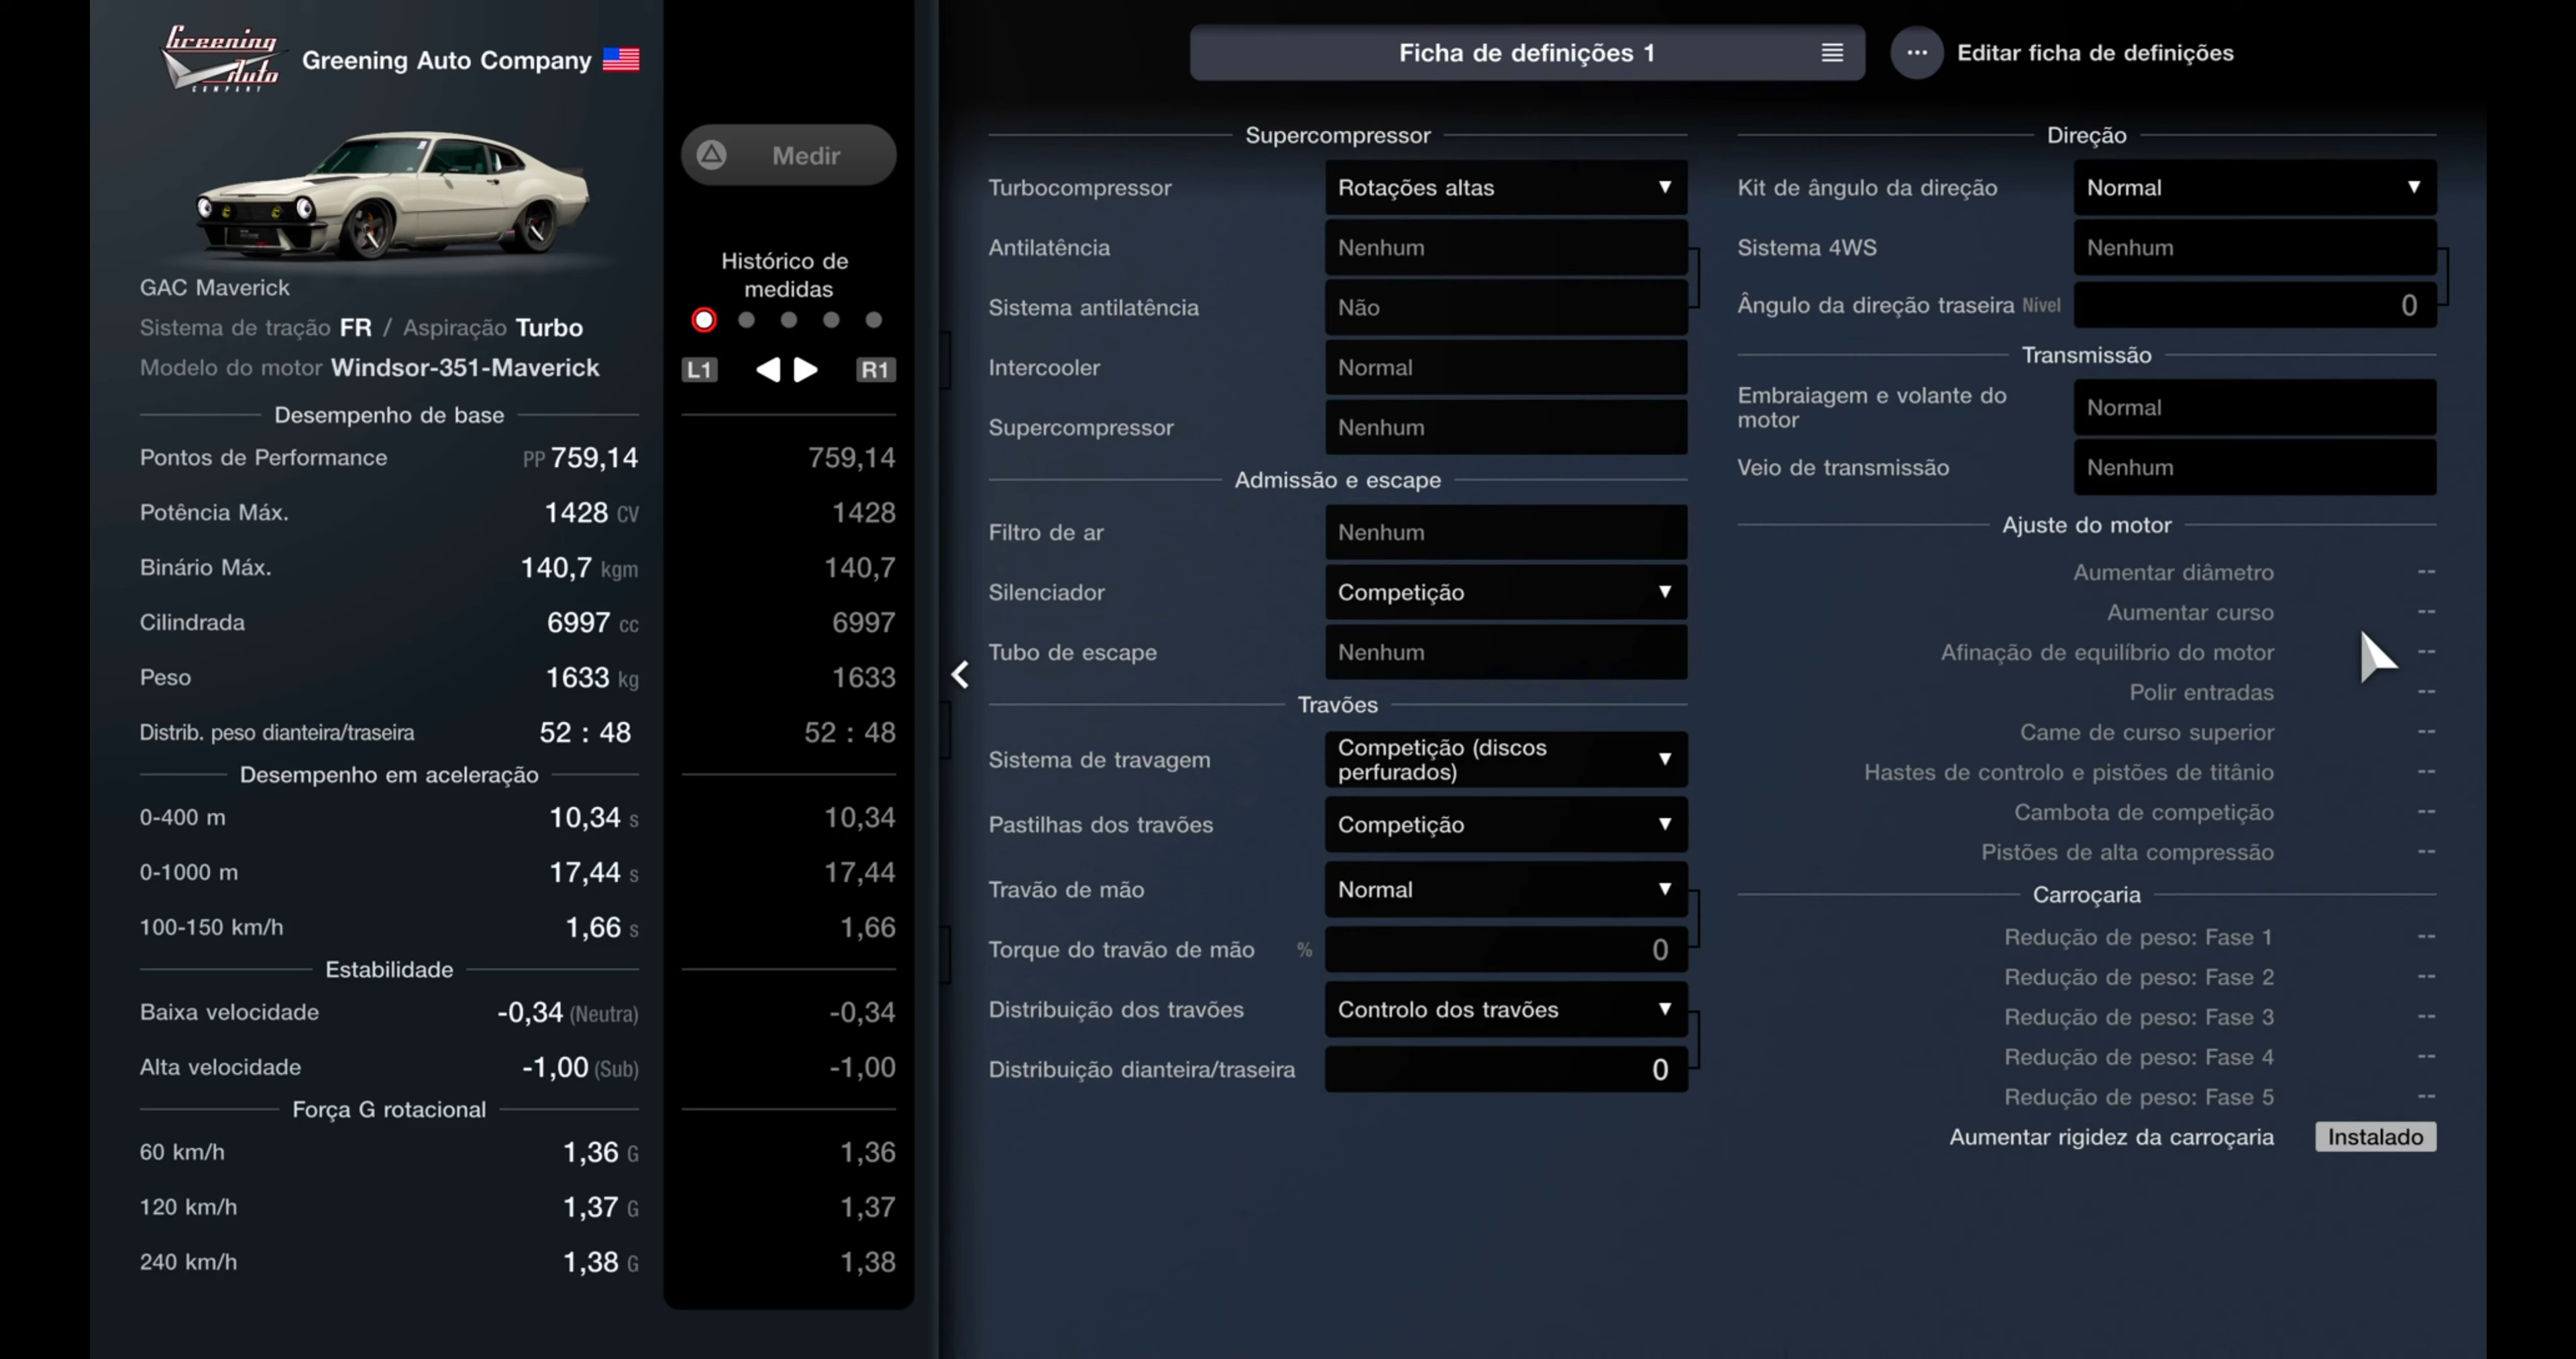 Greening Auto COMPANY
Greening Auto Company
GAC Maverick
Sistema de tração FR / Aspiração Turbo
Modelo do motor Windsor-351-Maverick
Desempenho de base
Pontos de Performance PP 759,14
Potência Máx. 1428 CV
Binário Máx. 140,7 kgm
Cilindrada 6997 cc
Peso 1633 kg
Distrib. peso dianteira/traseira 52 : 48
Desempenho em aceleração
0-400 m 10,34 s
0-1000 m 17,44 s
100-150 km/h 1,66 s
Estabilidade
Baixa velocidade -0,34 (Neutra)
Alta velocidade -1,00 (Sub)
Força G rotacional
60 km/h 1,36 G
120 km/h 1,37 G
240 km/h 1,38 G
Medir
Histórico de
medidas
L1 R1
759,14
1428
140,7
6997
1633
52 : 48
10,34
17,44
1,66
-0,34
-1,00
1,36
1,37
1,38
Ficha de definições 1
Editar ficha de definições
Supercompressor
Turbocompressor Rotações altas
Antilatência Nenhum
Sistema antilatência Não
Intercooler Normal
Supercompressor Nenhum
Admissão e escape
Filtro de ar Nenhum
Silenciador Competição
Tubo de escape Nenhum
Travões
Sistema de travagem Competição (discos
perfurados)
Pastilhas dos travões Competição
Travão de mão Normal
Torque do travão de mão % 0
Distribuição dos travões Controlo dos travões
Distribuição dianteira/traseira 0
Direção
Kit de ângulo da direção Normal
Sistema 4WS Nenhum
Ângulo da direção traseira Nível 0
Transmissão
Embraiagem e volante do
motor Normal
Veio de transmissão Nenhum
Ajuste do motor
Aumentar diâmetro --
Aumentar curso --
Afinação de equilíbrio do motor --
Polir entradas --
Came de curso superior --
Hastes de controlo e pistões de titânio --
Cambota de competição --
Pistões de alta compressão --
Carroçaria
Redução de peso: Fase 1 --
Redução de peso: Fase 2 --
Redução de peso: Fase 3 --
Redução de peso: Fase 4 --
Redução de peso: Fase 5 --
Aumentar rigidez da carroçaria Instalado